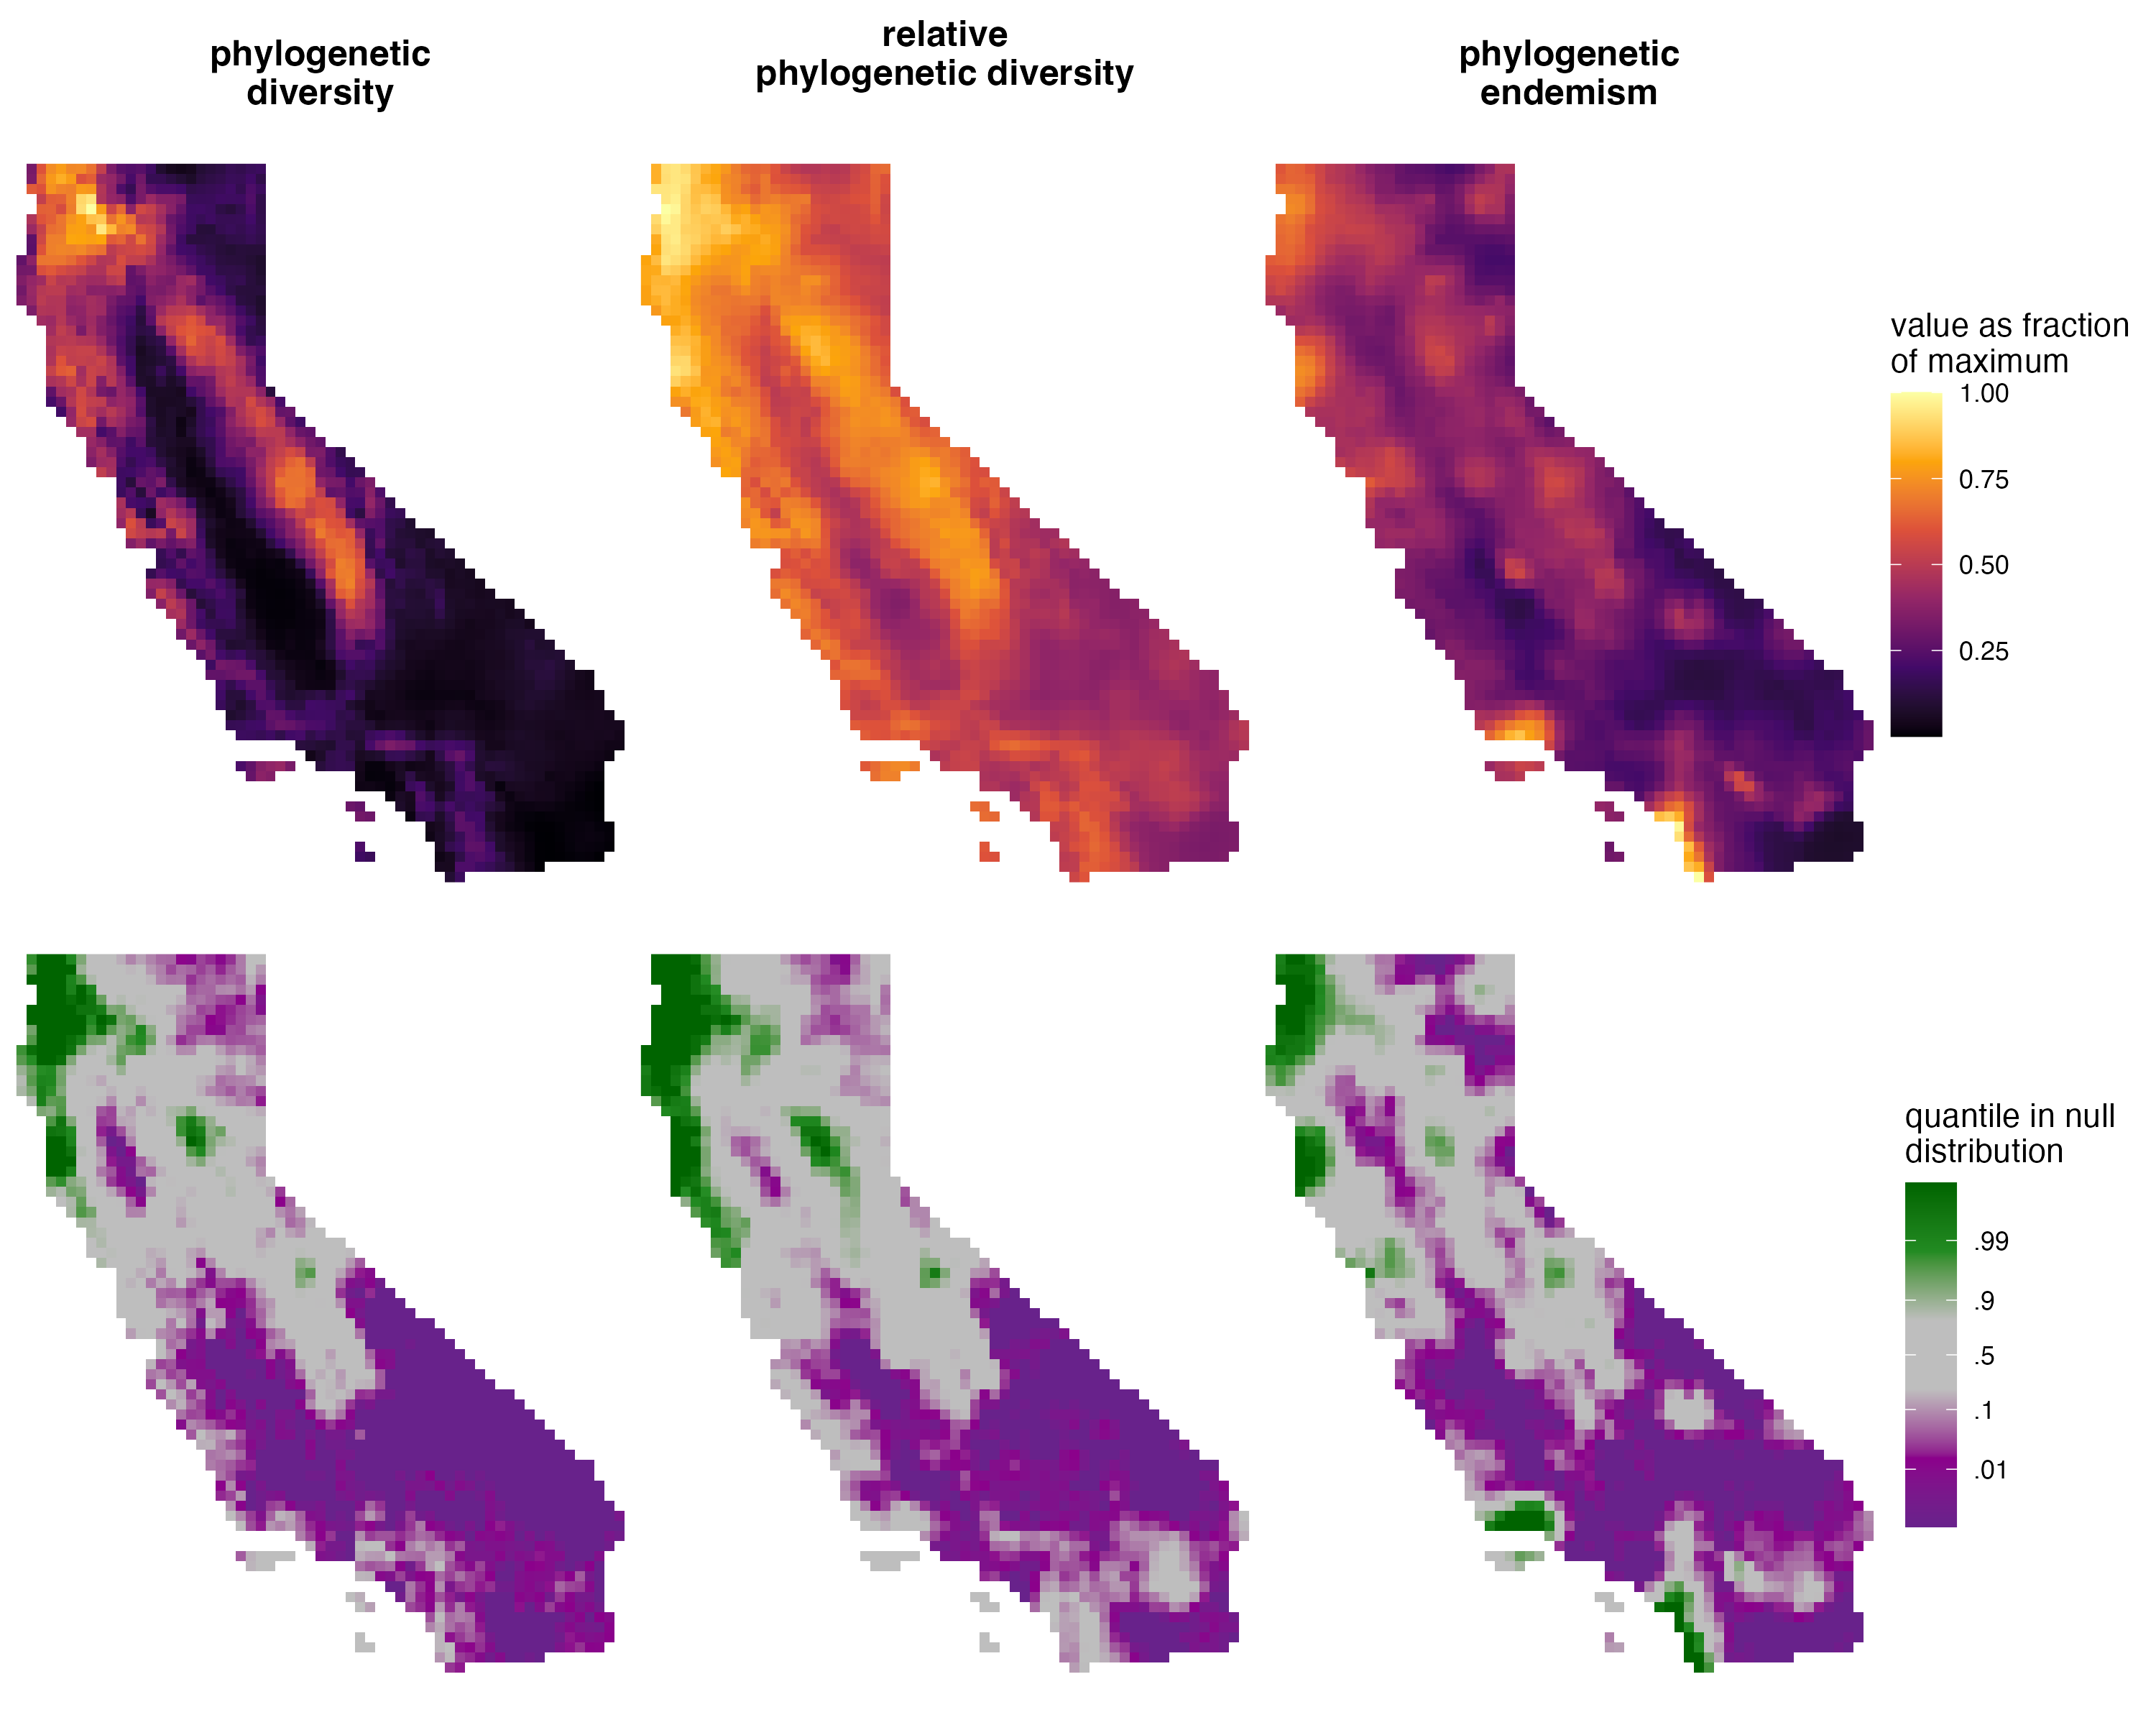 phylogenetic
diversity
relative
phylogenetic diversity
phylogenetic
endemism
value as fraction
of maximum
1.00
0.75
0.50
0.25
quantile in null
distribution
.99
.9
.5
.1
.01